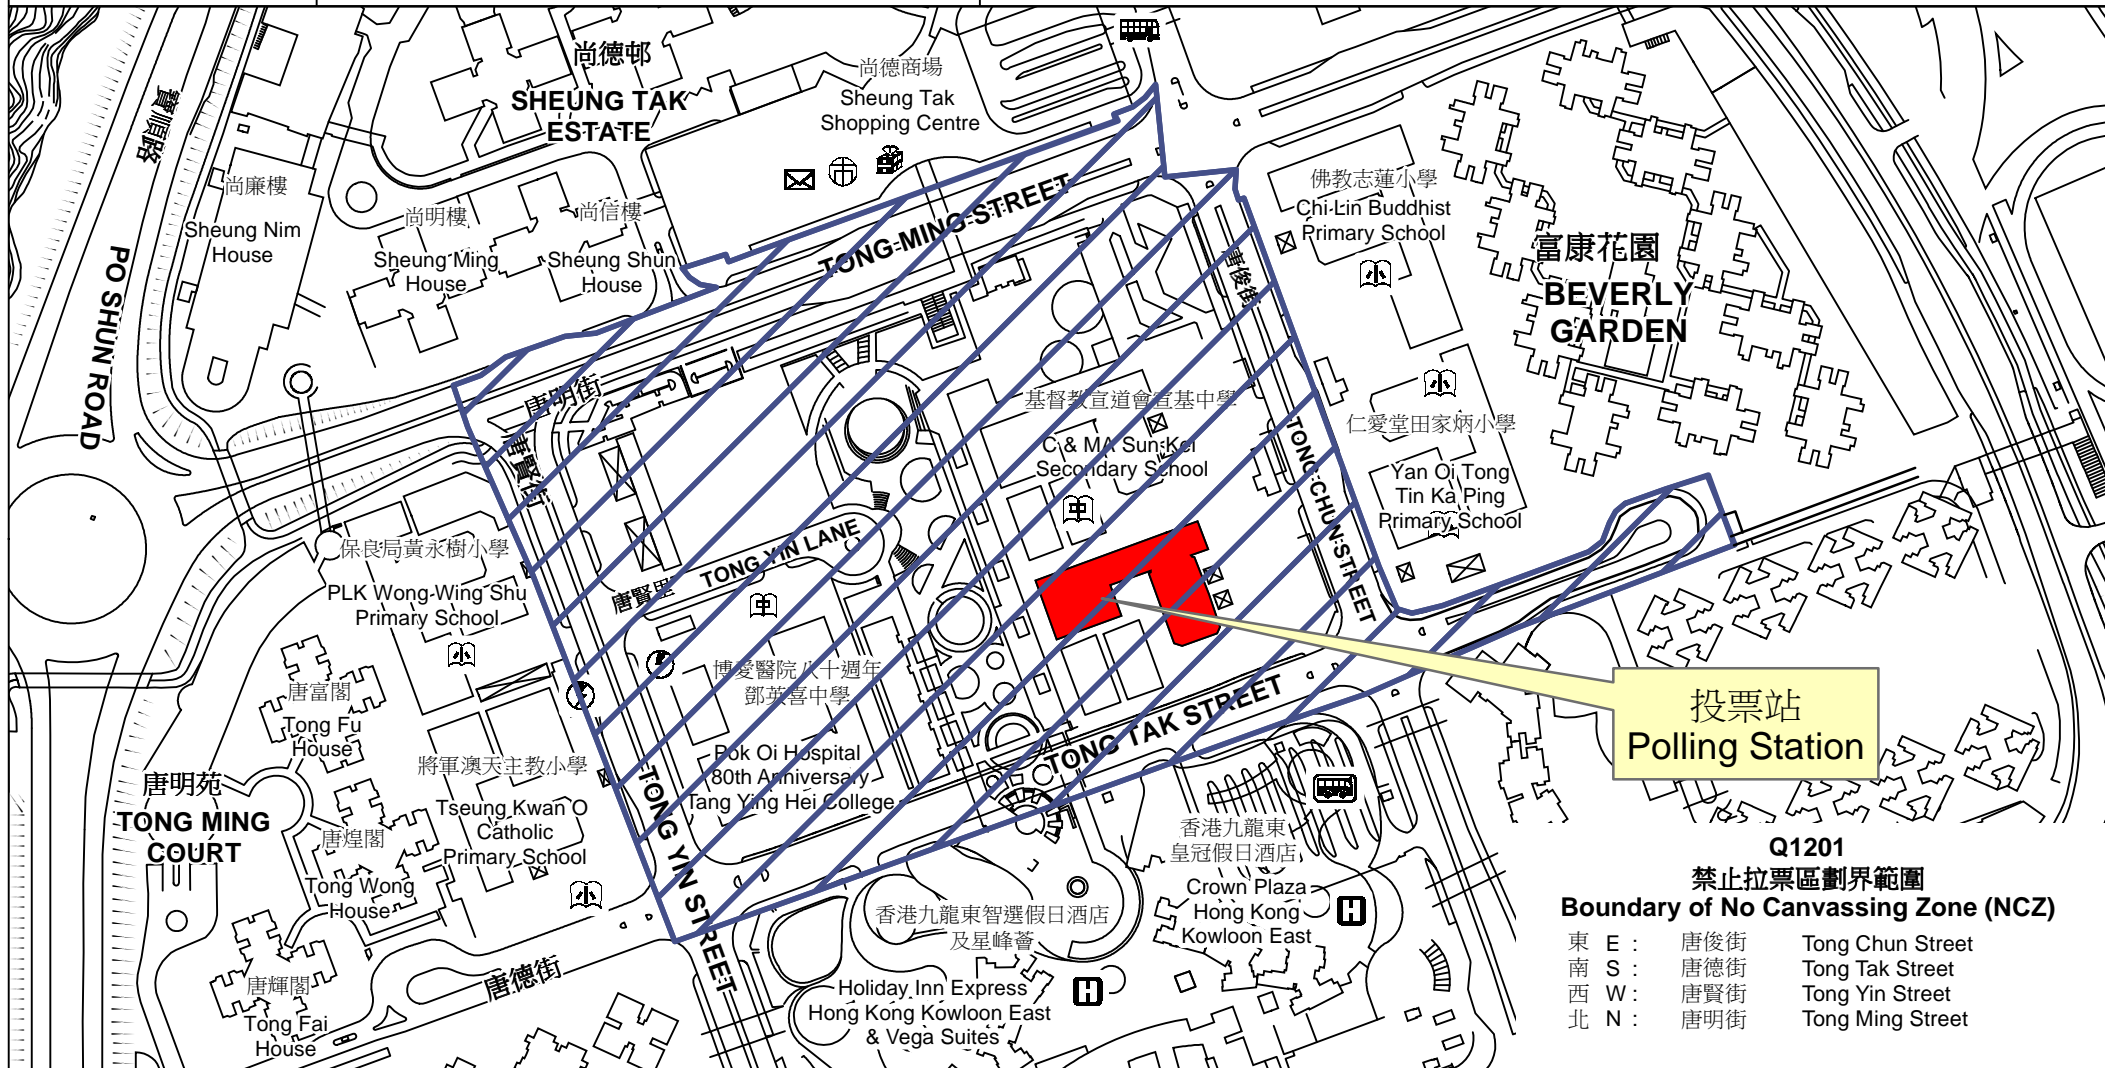 尚德邨
SHEUNG TAK
ESTATE
尚德商場
Sheung Tak
Shopping Centre
寶順路
PO SHUN ROAD
尚廉樓
Sheung Nim
House
尚明樓
Sheung Ming
House
尚信樓
Sheung Shun
House
TONG MING STREET
唐明街
唐俊街
TONG CHUN STREET
佛教志蓮小學
Chi Lin Buddhist
Primary School
富康花園
BEVERLY
GARDEN
仁愛堂田家炳小學
Yan Oi Tong
Tin Ka Ping
Primary School
基督教宣道會宣基中學
C & MA Sun Kei
Secondary School
唐賢街
TONG YIN STREET
唐賢里
TONG YIN LANE
保良局黃永樹小學
PLK Wong Wing Shu
Primary School
博愛醫院八十週年
鄧英喜中學
Pok Oi Hospital
80th Anniversary
Tang Ying Hei College
唐富閣
Tong Fu
House
唐明苑
TONG MING
COURT
唐煌閣
Tong Wong
House
唐輝閣
Tong Fai
House
將軍澳天主教小學
Tseung Kwan O
Catholic
Primary School
唐德街
TONG TAK STREET
香港九龍東
皇冠假日酒店
Crown Plaza
Hong Kong
Kowloon East
香港九龍東智選假日酒店
及星峰薈
Holiday Inn Express
Hong Kong Kowloon East
& Vega Suites
投票站
Polling Station
Q1201
禁止拉票區劃界範圍
Boundary of No Canvassing Zone (NCZ)
東 E : 唐俊街 Tong Chun Street
南 S : 唐德街 Tong Tak Street
西 W : 唐賢街 Tong Yin Street
北 N : 唐明街 Tong Ming Street